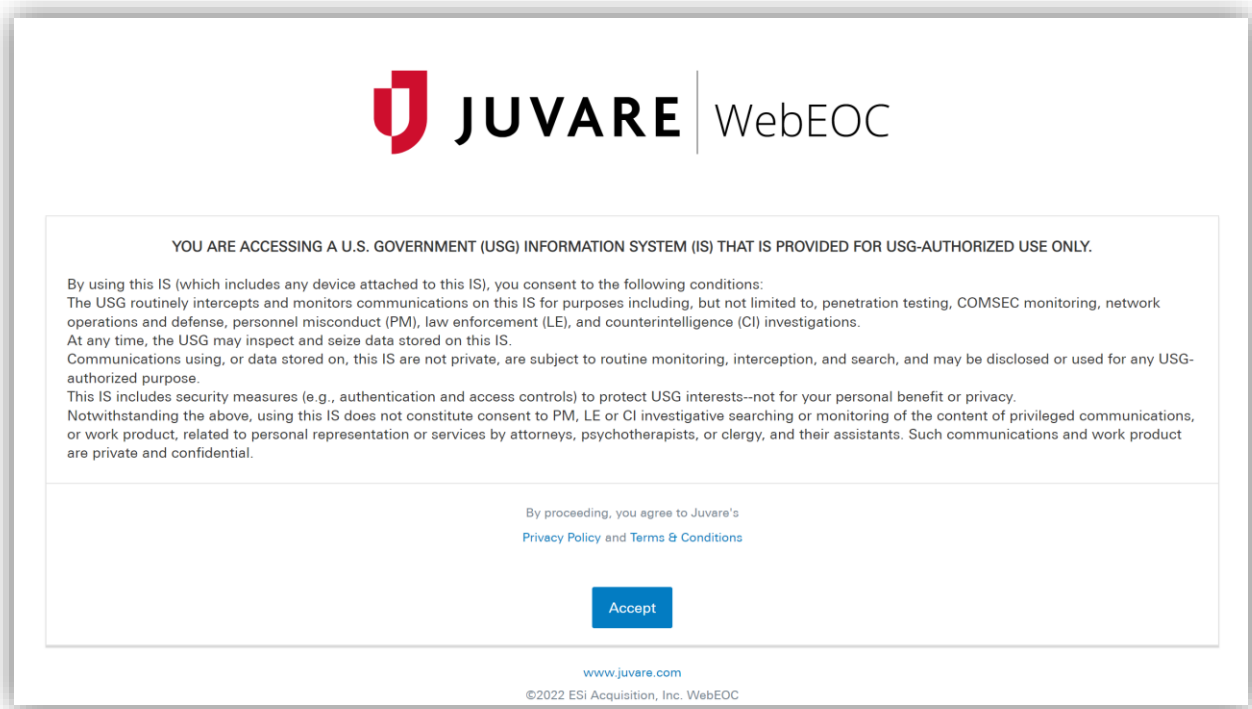 JUVARE WebEOC
YOU ARE ACCESSING A U.S. GOVERNMENT (USG) INFORMATION SYSTEM (IS) THAT IS PROVIDED FOR USG-AUTHORIZED USE ONLY.
By using this IS (which includes any device attached to this IS), you consent to the following conditions:
The USG routinely intercepts and monitors communications on this IS for purposes including, but not limited to, penetration testing, COMSEC monitoring, network
operations and defense, personnel misconduct (PM), law enforcement (LE), and counterintelligence (CI) investigations.
At any time, the USG may inspect and seize data stored on this IS.
Communications using, or data stored on, this IS are not private, are subject to routine monitoring, interception, and search, and may be disclosed or used for any USG-
authorized purpose.
This IS includes security measures (e.g., authentication and access controls) to protect USG interests--not for your personal benefit or privacy.
Notwithstanding the above, using this IS does not constitute consent to PM, LE or CI investigative searching or monitoring of the content of privileged communications,
or work product, related to personal representation or services by attorneys, psychotherapists, or clergy, and their assistants. Such communications and work product
are private and confidential.
By proceeding, you agree to Juvare's
Privacy Policy and Terms & Conditions
Accept
www.juvare.com
©2022 ESi Acquisition, Inc. WebEOC